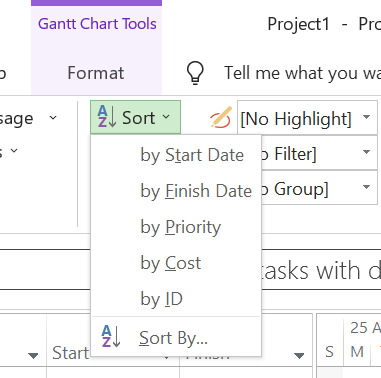 Gantt Chart Tools
Project1 - Pro
Format
Tell me what you wa
sage
Sort
[No Highlight]
o Filter]
o Group]
by Start Date
by Finish Date
by Priority
by Cost
by ID
Sort By...
tasks with d
25 A
Start
S M T